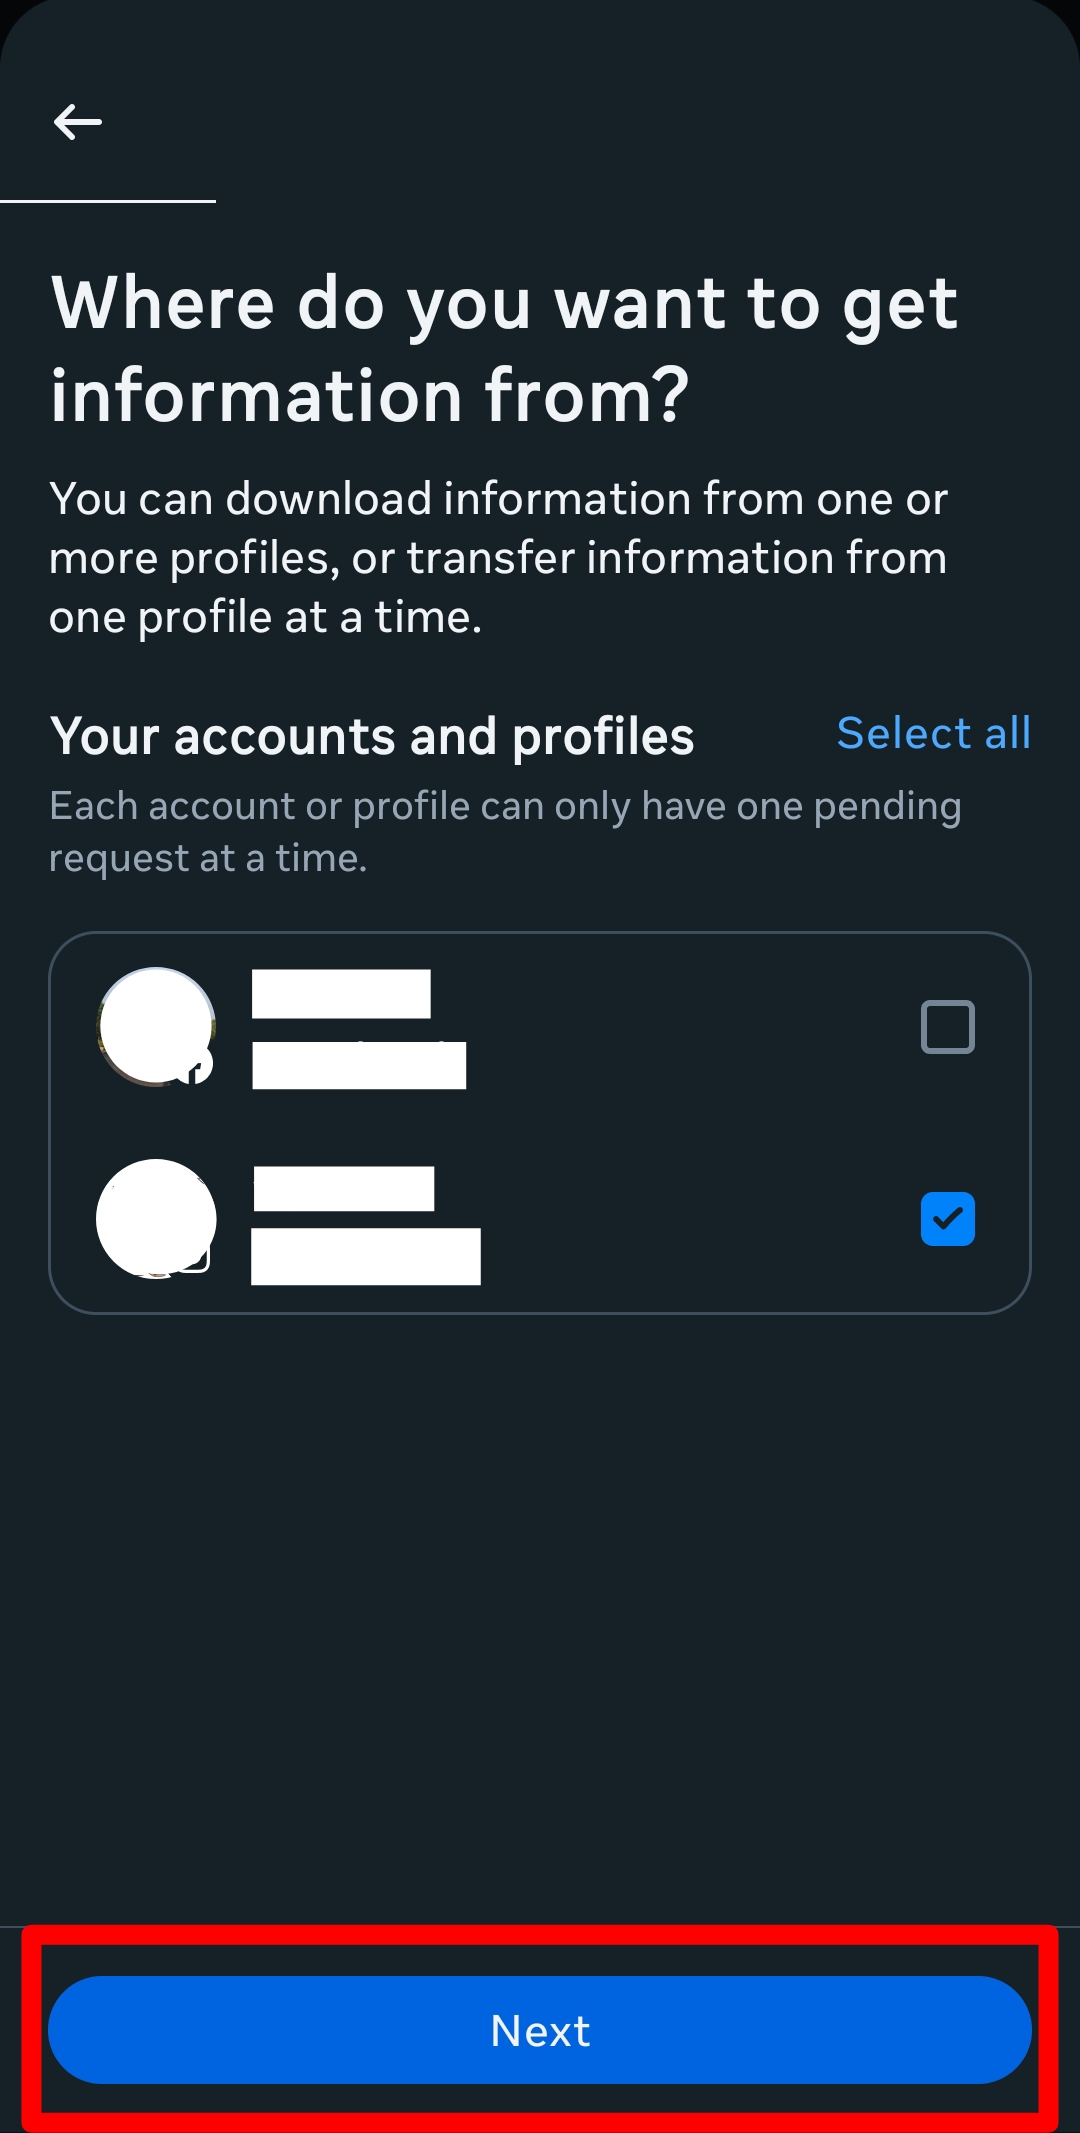 Where do you want to get
information from?
You can download information from one or
more profiles, or transfer information from
one profile at a time.
Your accounts and profiles
Select all
Each account or profile can only have one pending
request at a time.
Next